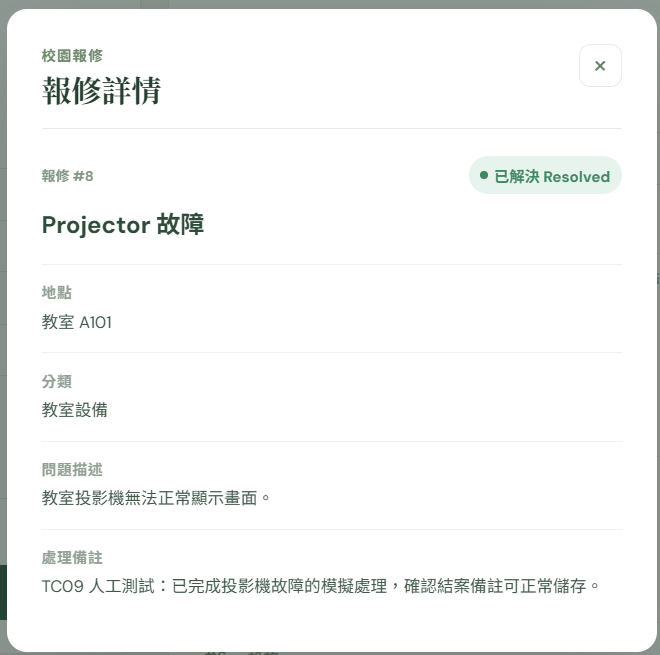 校園報修
報修詳情
×
報修 #8
已解決 Resolved
Projector 故障
地點
教室 A101
分類
教室設備
問題描述
教室投影機無法正常顯示畫面。
處理備註
TC09 人工測試：已完成投影機故障的模擬處理，確認結案備註可正常儲存。